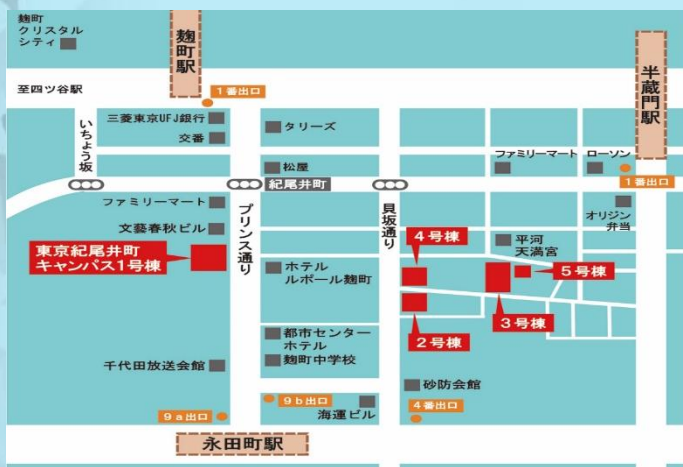 麹町
クリスタル
シティ
麹町駅
半蔵門駅
至四ツ谷駅
1番出口
いちょう坂
三菱東京UFJ銀行
交番
タリーズ
松屋
ファミリーマート
ローソン
1番出口
紀尾井町
ファミリーマート
文藝春秋ビル
プリンス通り
貝坂通り
オリジン
弁当
東京紀尾井町
キャンパス1号棟
4号棟
平河
天満宮
5号棟
ホテル
ルポール麹町
2号棟
3号棟
都市センター
ホテル
麹町中学校
千代田放送会館
砂防会館
9a出口
9b出口
海運ビル
4番出口
永田町駅